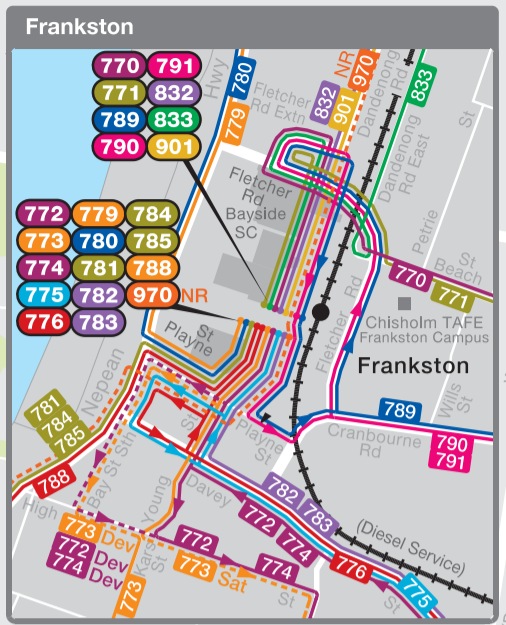 Frankston
770 791
771 832
789 833
790 901
772 779 784
773 780 785
774 781 788
775 782 970 NR
776 783
Hwy
780
779
Fletcher
Rd Extn
832
901
NR
970
Dandenong
Rd
833
Dandenong
Rd East
St
Fletcher
Rd
Bayside
SC
Petrie
St
Beach
770
771
Chisholm TAFE
Frankston Campus
Fletcher Rd
Frankston
St
Playne
Nepean
781
784
785
788
Wills
St
789
790
791
Cranbourne
Rd
Playne
St
St
Bay St Sth
Davey
782
783
High
Young
Kars
773 Dev
772 Dev
774 Dev
773
772
773 Sat
774
St
772
774
776
775
(Diesel Service)
St